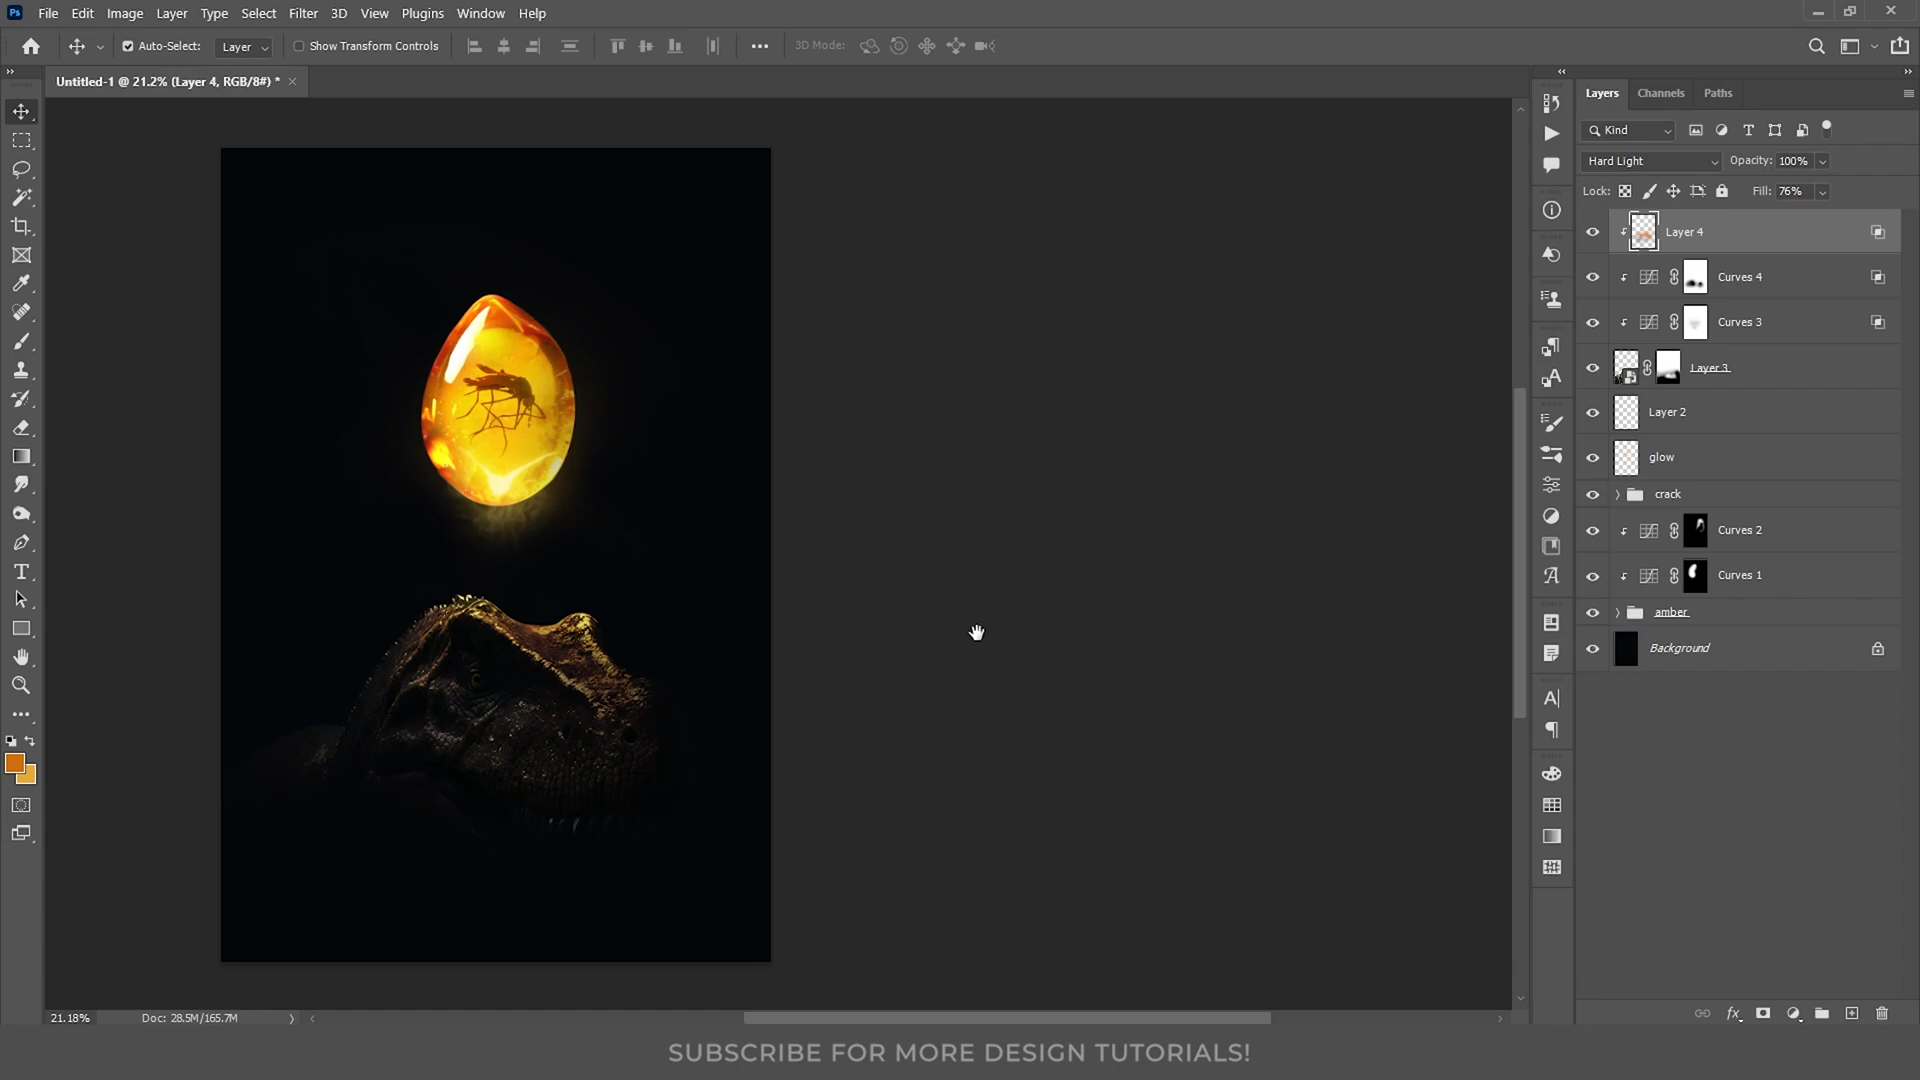 Ps File Edit Image Layer Type Select Filter 3D View Plugins Window Help
Auto-Select: Layer Show Transform Controls 3D Mode:
Untitled-1 @ 21.2% (Layer 4, RGB/8#) *
Layers Channels Paths
Kind
Hard Light Opacity: 100%
Lock: Fill: 76%
Layer 4
Curves 4
Curves 3
Layer 3
Layer 2
glow
crack
Curves 2
Curves 1
amber
Background
21.18% Doc: 28.5M/165.7M
SUBSCRIBE FOR MORE DESIGN TUTORIALS!